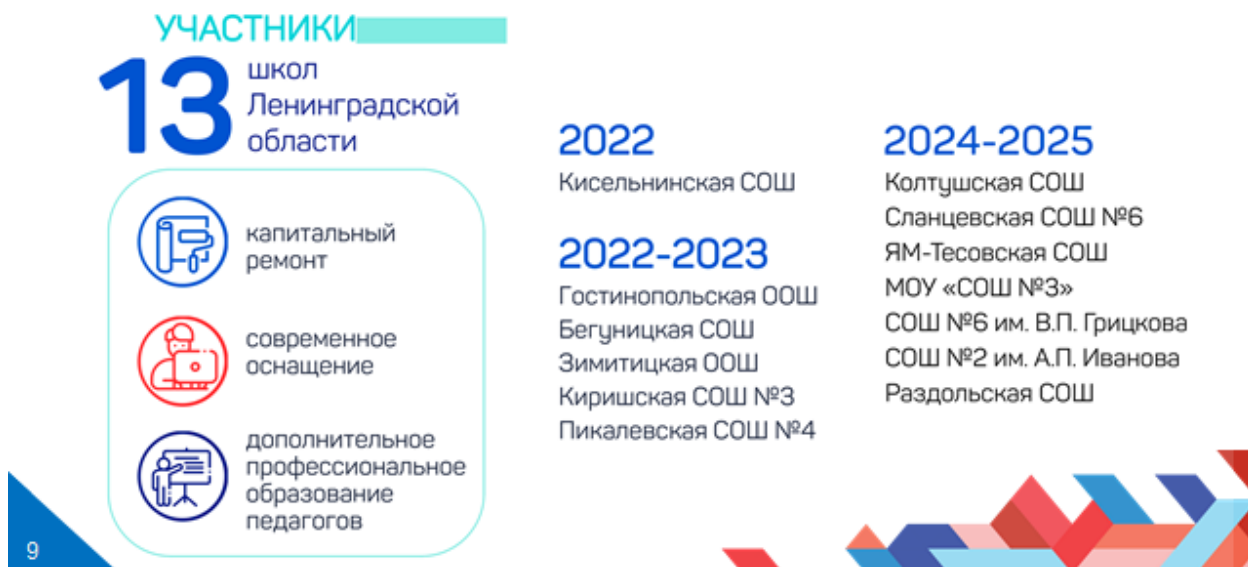 УЧАСТНИКИ
13
школ
Ленинградской
области
капитальный
ремонт
современное
оснащение
дополнительное
профессиональное
образование
педагогов
2022
Кисельнинская СОШ
2022-2023
Гостинопольская ООШ
Бегуницкая СОШ
Зимитицкая ООШ
Киришская СОШ №3
Пикалевская СОШ №4
2024-2025
Колтушская СОШ
Сланцевская СОШ №6
ЯМ-Тесовская СОШ
МОУ «СОШ №3»
СОШ №6 им. В.П. Грицкова
СОШ №2 им. А.П. Иванова
Раздольская СОШ
9